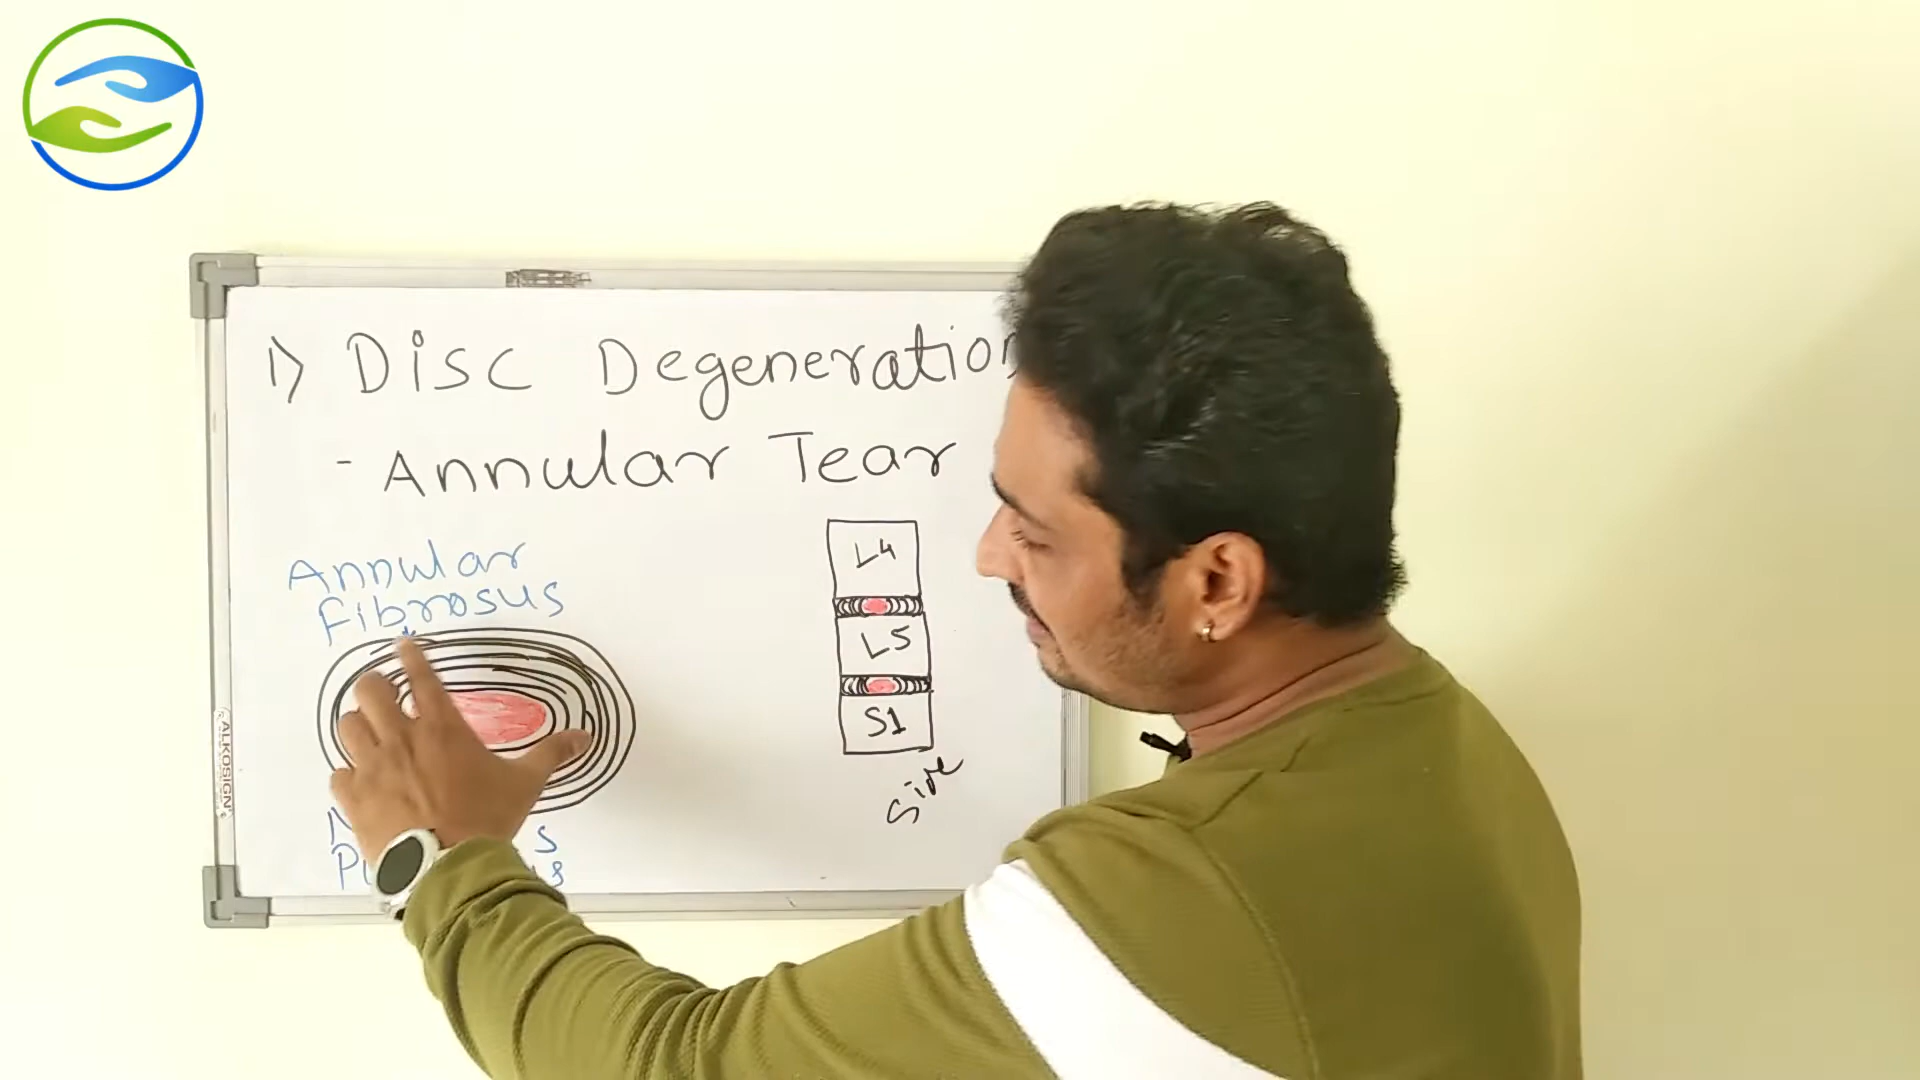 1) Disc Degeneration
- Annular Tear
Annular
Fibrosus
L4
L5
S1
Side
ALKOSIGN